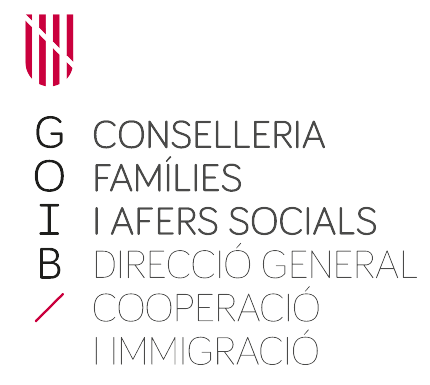 G CONSELLERIA
O FAMÍLIES
I I AFERS SOCIALS
B DIRECCIÓ GENERAL
/ COOPERACIÓ
I IMMIGRACIÓ